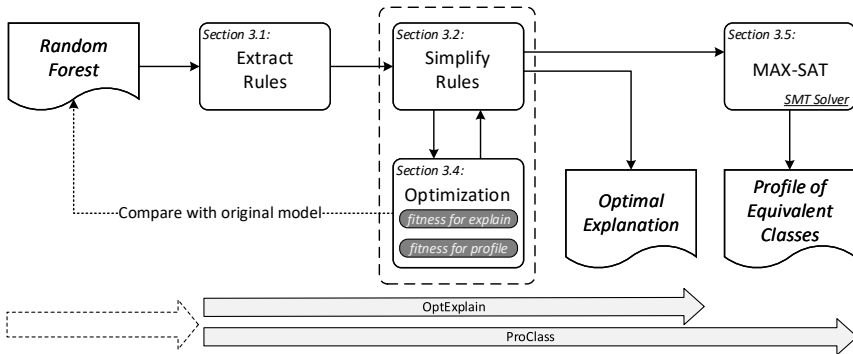 Random
Forest
Section 3.1:
Extract
Rules
Section 3.2:
Simplify
Rules
Section 3.5:
MAX-SAT
SMT Solver
Section 3.4:
Optimization
fitness for explain
fitness for profile
Compare with original model
Optimal
Explanation
Profile of
Equivalent
Classes
OptExplain
ProClass